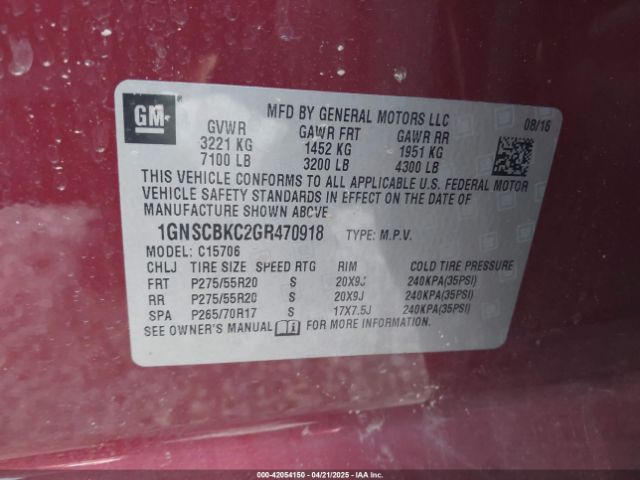 MFD BY GENERAL MOTORS LLC
08/16
GM
GVWR GAWR FRT GAWR RR
3221 KG 1452 KG 1951 KG
7100 LB 3200 LB 4300 LB
THIS VEHICLE CONFORMS TO ALL APPLICABLE U.S. FEDERAL MOTOR
VEHICLE SAFETY STANDARDS IN EFFECT ON THE DATE OF
MANUFACTURE SHOWN ABOVE.
1GNSCBKC2GR470918 TYPE: M.P.V.
MODEL: C15706
CHLJ TIRE SIZE SPEED RTG RIM COLD TIRE PRESSURE
FRT P275/55R20 S 20X9J 240KPA(35PSI)
RR P275/55R20 S 20X9J 240KPA(35PSI)
SPA P265/70R17 S 17X7.5J 240KPA(35PSI)
SEE OWNER'S MANUAL FOR MORE INFORMATION.
000-42054150 - 04/21/2025 - IAAI.COM